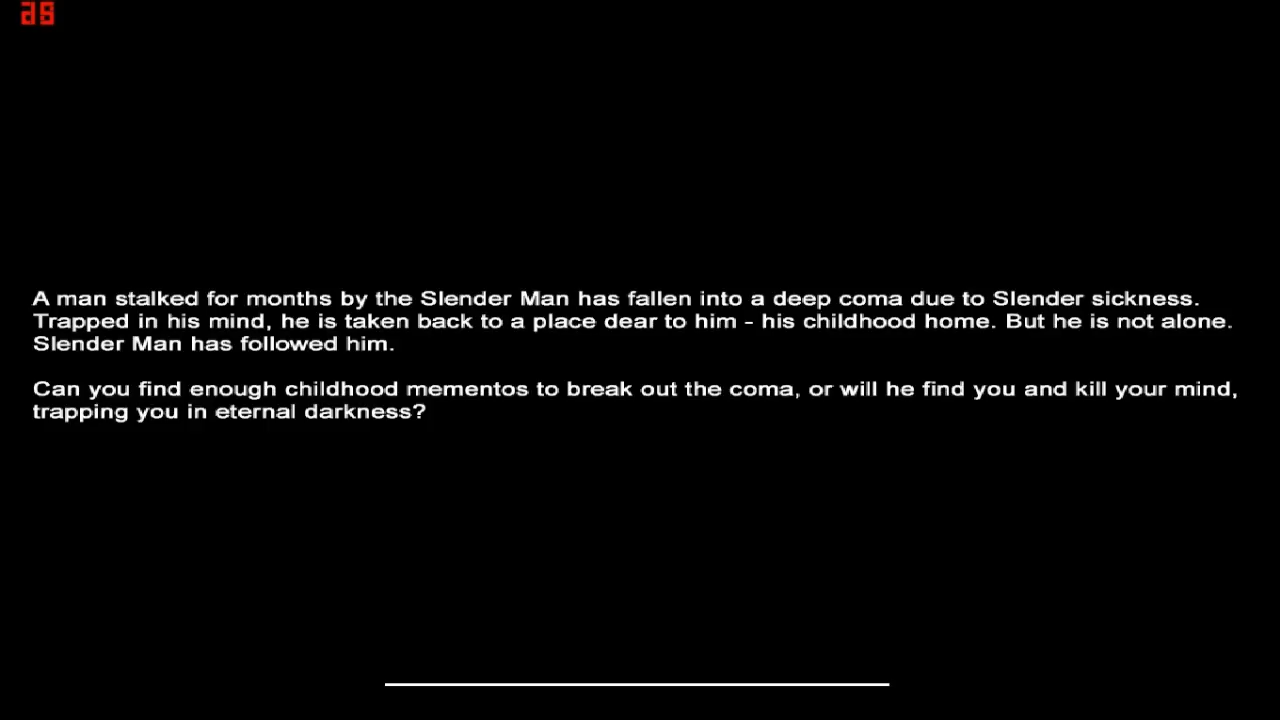 A man stalked for months by the Slender Man has fallen into a deep coma due to Slender sickness.
Trapped in his mind, he is taken back to a place dear to him - his childhood home. But he is not alone.
Slender Man has followed him.
Can you find enough childhood mementos to break out the coma, or will he find you and kill your mind,
trapping you in eternal darkness?